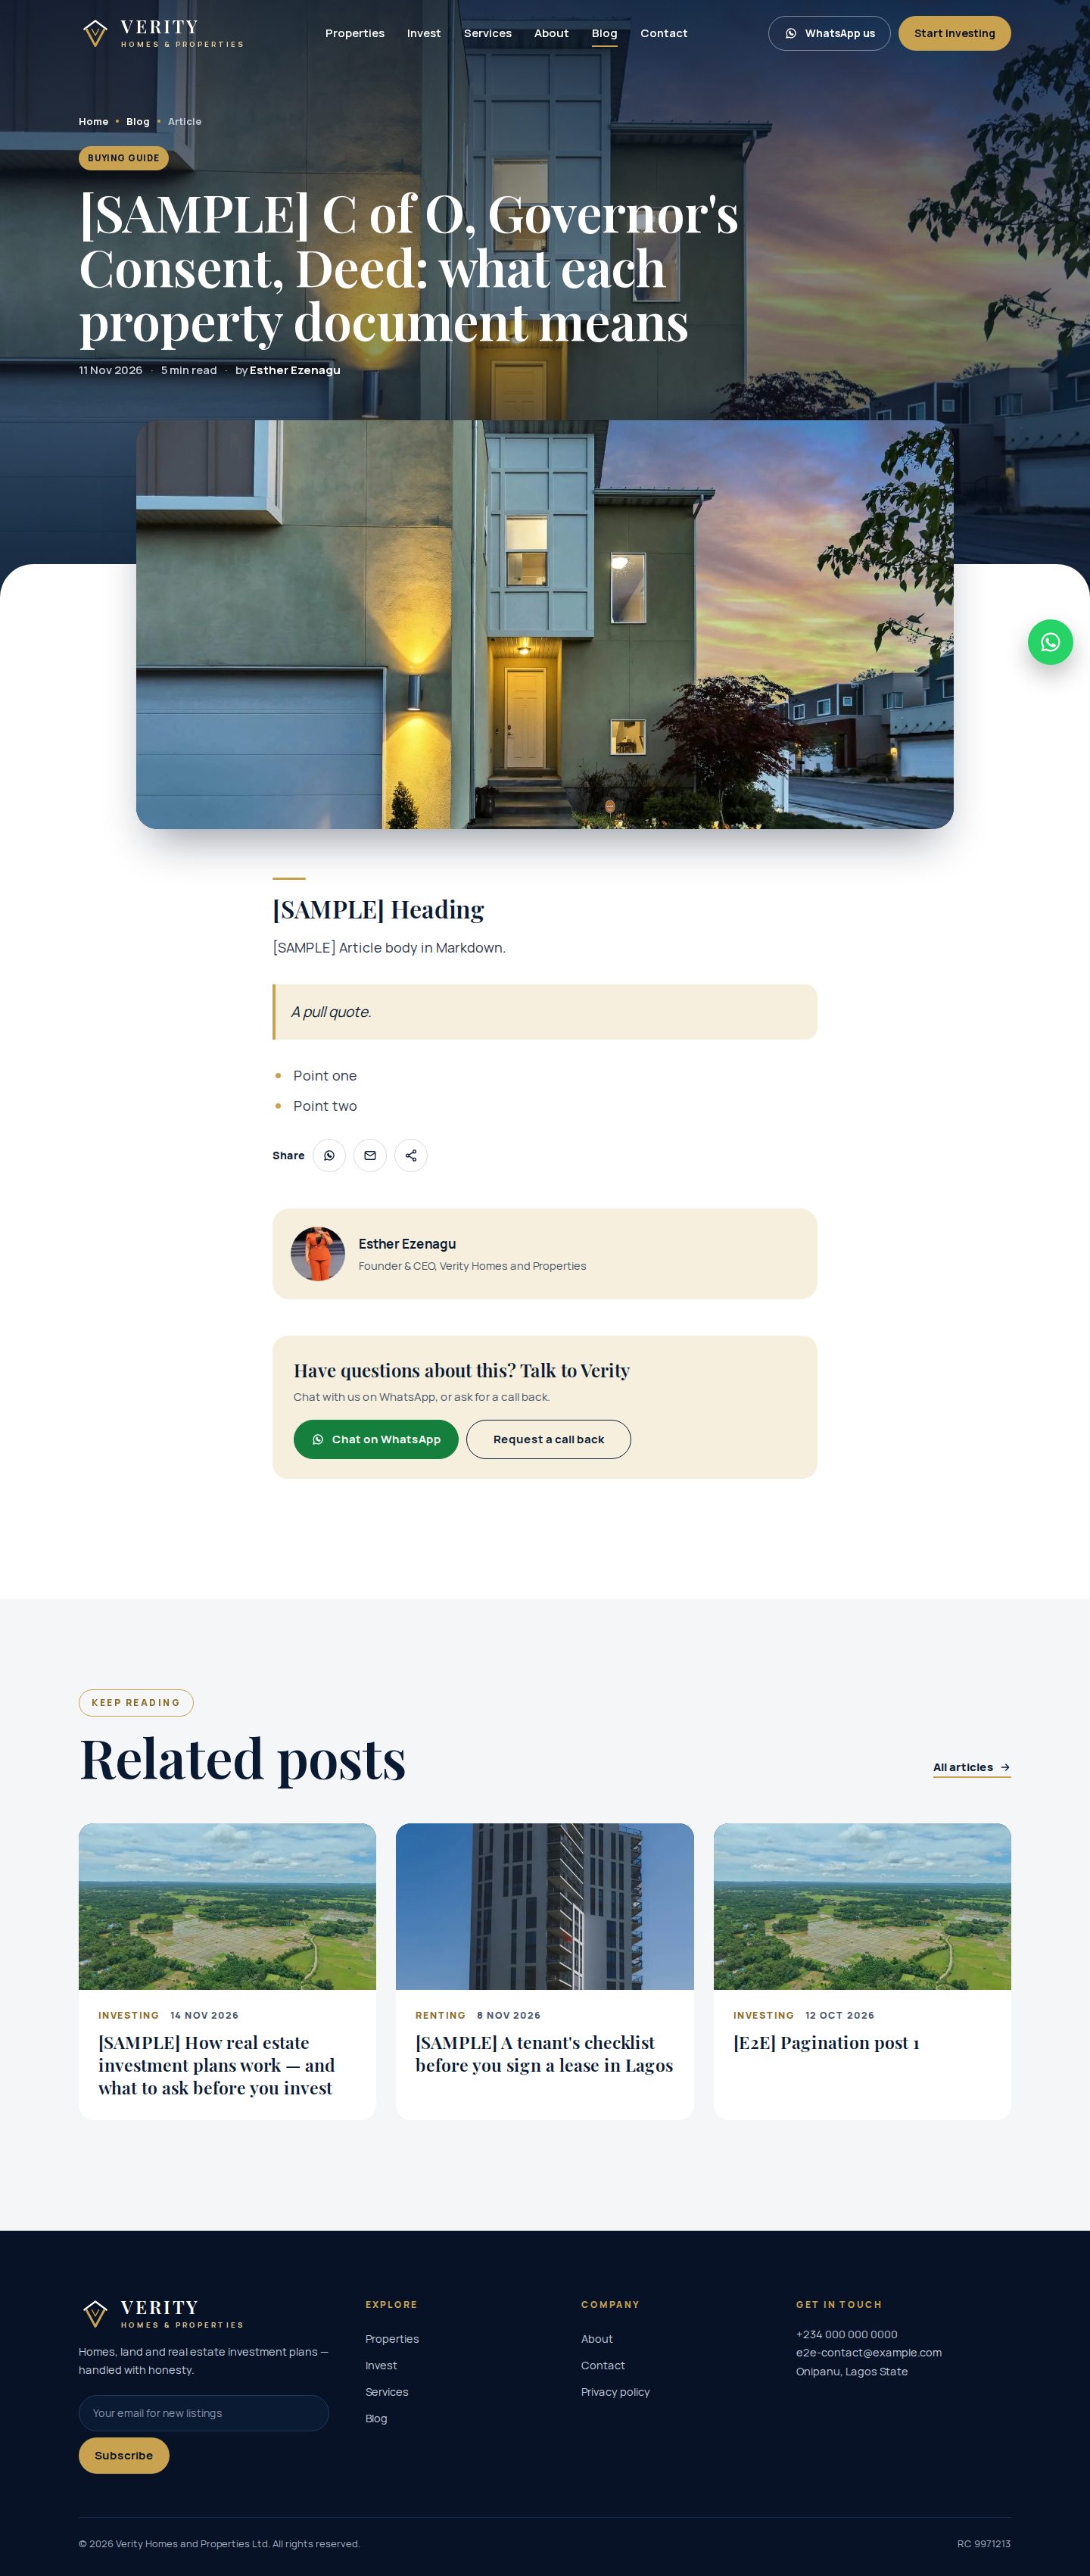 VERITY
HOMES & PROPERTIES
Properties Invest Services About Blog Contact
WhatsApp us
Start investing
Home • Blog • Article
BUYING GUIDE
[SAMPLE] C of O, Governor's
Consent, Deed: what each
property document means
11 Nov 2026 · 5 min read · by Esther Ezenagu
[SAMPLE] Heading
[SAMPLE] Article body in Markdown.
A pull quote.
Point one
Point two
Share
Esther Ezenagu
Founder & CEO, Verity Homes and Properties
Have questions about this? Talk to Verity
Chat with us on WhatsApp, or ask for a call back.
Chat on WhatsApp
Request a call back
KEEP READING
Related posts
All articles →
INVESTING 14 NOV 2026
[SAMPLE] How real estate
investment plans work — and
what to ask before you invest
RENTING 8 NOV 2026
[SAMPLE] A tenant's checklist
before you sign a lease in Lagos
INVESTING 12 OCT 2026
[E2E] Pagination post 1
VERITY
HOMES & PROPERTIES
Homes, land and real estate investment plans —
handled with honesty.
Your email for new listings
Subscribe
EXPLORE
Properties
Invest
Services
Blog
COMPANY
About
Contact
Privacy policy
GET IN TOUCH
+234 000 000 0000
e2e-contact@example.com
Onipanu, Lagos State
© 2026 Verity Homes and Properties Ltd. All rights reserved.
RC 9971213